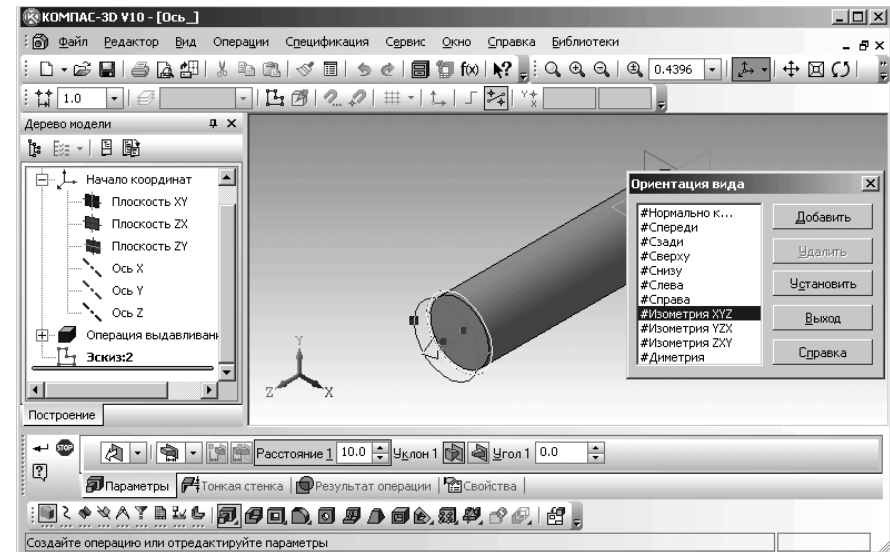 КОМПАС-3D V10 - [Ось_]
Файл Редактор Вид Операции Спецификация Сервис Окно Справка Библиотеки
0.4396
1.0
Дерево модели
Начало координат
Плоскость XY
Плоскость ZX
Плоскость ZY
Ось X
Ось Y
Ось Z
Операция выдавливан
Эскиз:2
Построение
Y
Z X
Ориентация вида
#Нормально к...
#Спереди
#Сзади
#Сверху
#Снизу
#Слева
#Справа
#Изометрия XYZ
#Изометрия YZX
#Изометрия ZXY
#Диметрия
Добавить
Удалить
Установить
Выход
Справка
STOP Расстояние 1 10.0 Уклон 1 Угол 1 0.0
Параметры Тонкая стенка Результат операции Свойства
Создайте операцию или отредактируйте параметры